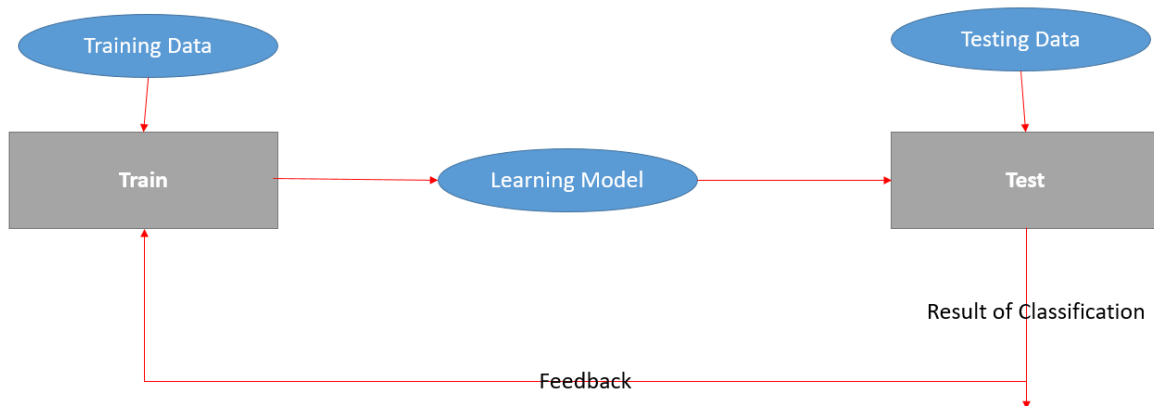 Training Data
Testing Data
Train
Learning Model
Test
Result of Classification
Feedback